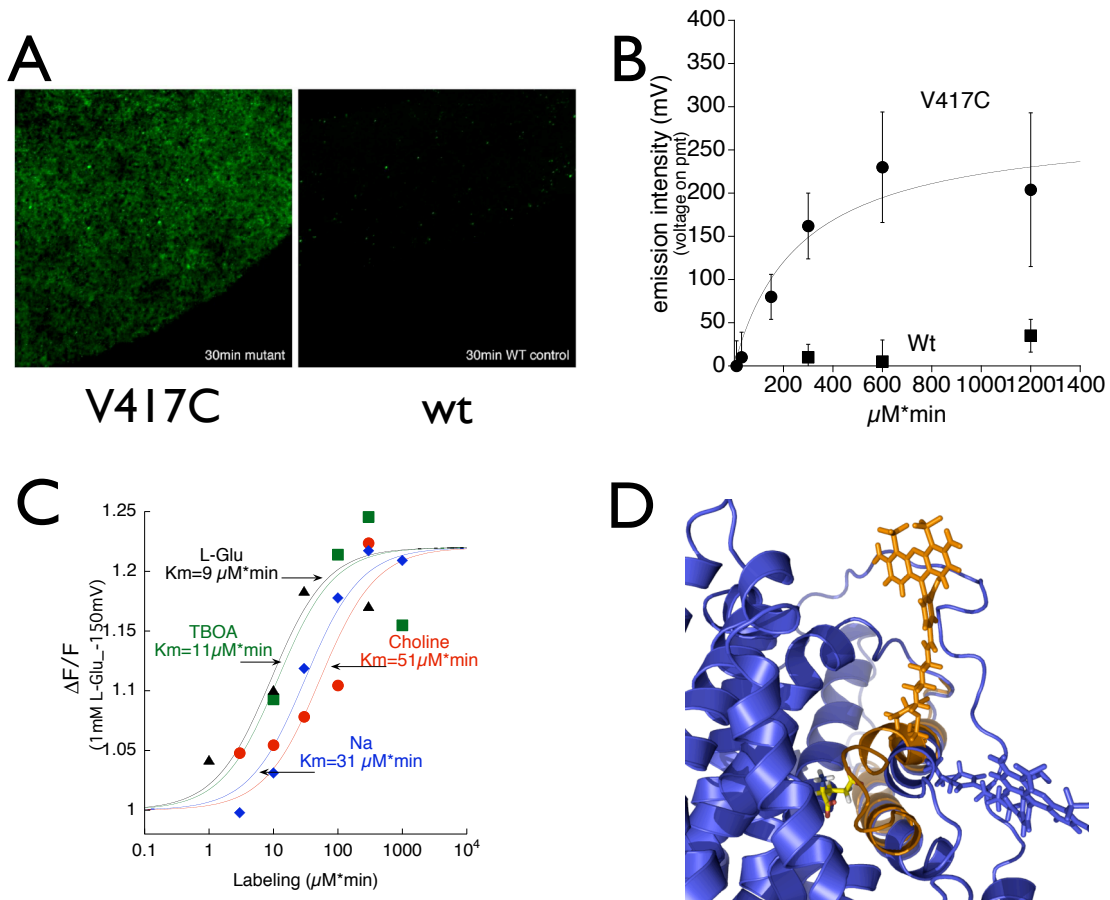 A
30min mutant
30min WT control
V417C
wt
B
400
350
300
250
200
150
100
50
0
emission intensity (mV)
(voltage on pmt)
V417C
Wt
200 400 600 800 1000 1200 1400
µM*min
C
1.25
1.2
1.15
1.1
1.05
1
ΔF/F
(1mM L-Glu_-150mV)
L-Glu
Km=9 µM*min
TBOA
Km=11µM*min
Choline
Km=51µM*min
Na
Km=31 µM*min
0.1 1 10 100 1000 10⁴
Labeling (µM*min)
D